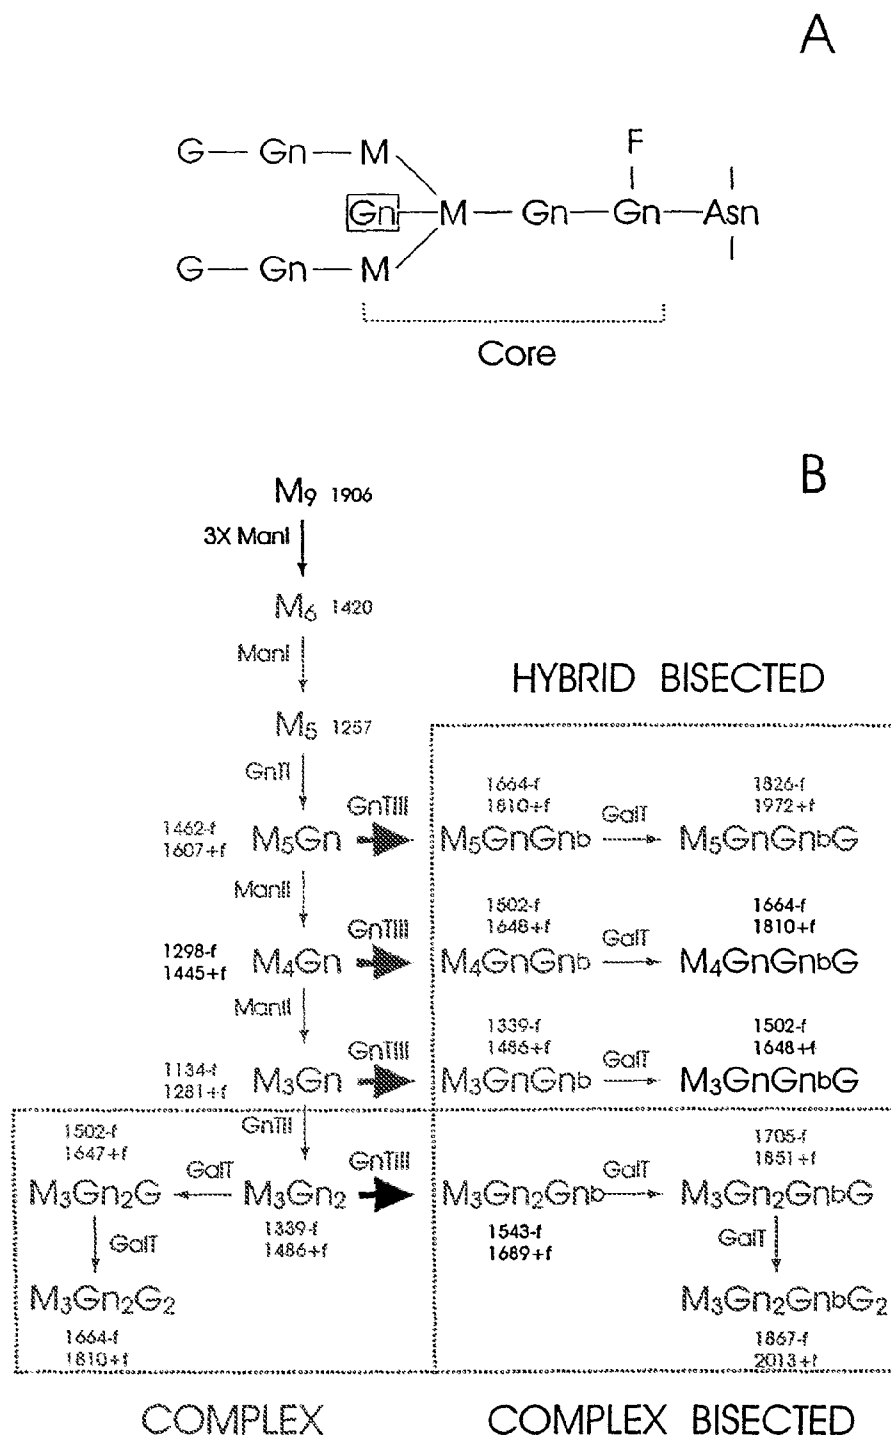 A
G — Gn — M
F
Gn — M — Gn — Gn — Asn
G — Gn — M
Core
B
M9 1906
3X ManI
M6 1420
ManI
HYBRID BISECTED
M5 1257
GnTI
1462-f
1607+f
M5Gn
GnTIII
1664-f
1810+f
M5GnGnb
GalT
1826-f
1972+f
M5GnGnbG
ManII
1298-f
1445+f
M4Gn
GnTIII
1502-f
1648+f
M4GnGnb
GalT
1664-f
1810+f
M4GnGnbG
ManII
1134-f
1281+f
M3Gn
GnTIII
1339-f
1486+f
M3GnGnb
GalT
1502-f
1648+f
M3GnGnbG
GnTII
1502-f
1647+f
M3Gn2G
GalT
M3Gn2
1339-f
1486+f
GnTIII
M3Gn2Gnb
1543-f
1689+f
GalT
1705-f
1851+f
M3Gn2GnbG
GalT
M3Gn2G2
1664-f
1810+f
GalT
M3Gn2GnbG2
1867-f
2013+f
COMPLEX
COMPLEX BISECTED